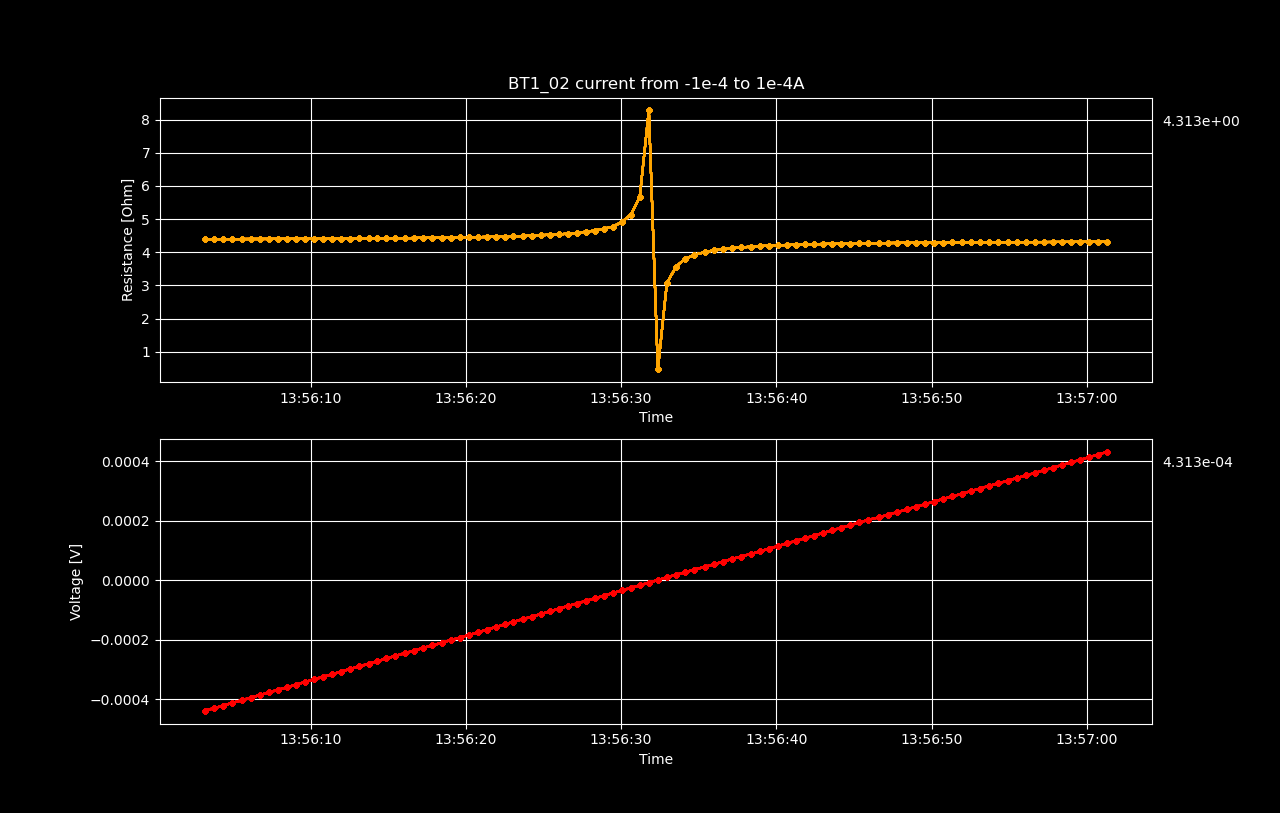 BT1_02 current from -1e-4 to 1e-4A
4.313e+00
8
7
6
5
4
3
2
1
Resistance [Ohm]
13:56:10 13:56:20 13:56:30 13:56:40 13:56:50 13:57:00
Time
4.313e-04
0.0004
0.0002
0.0000
−0.0002
−0.0004
Voltage [V]
13:56:10 13:56:20 13:56:30 13:56:40 13:56:50 13:57:00
Time